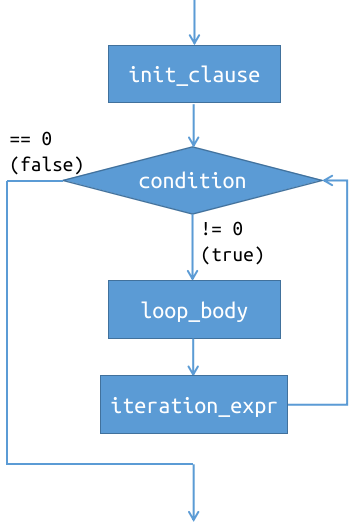 init_clause
== 0
(false)
condition
!= 0
(true)
loop_body
iteration_expr